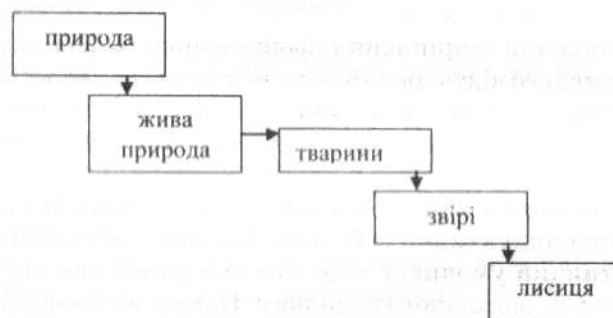 природа
жива
природа
тварини
звірі
лисиця